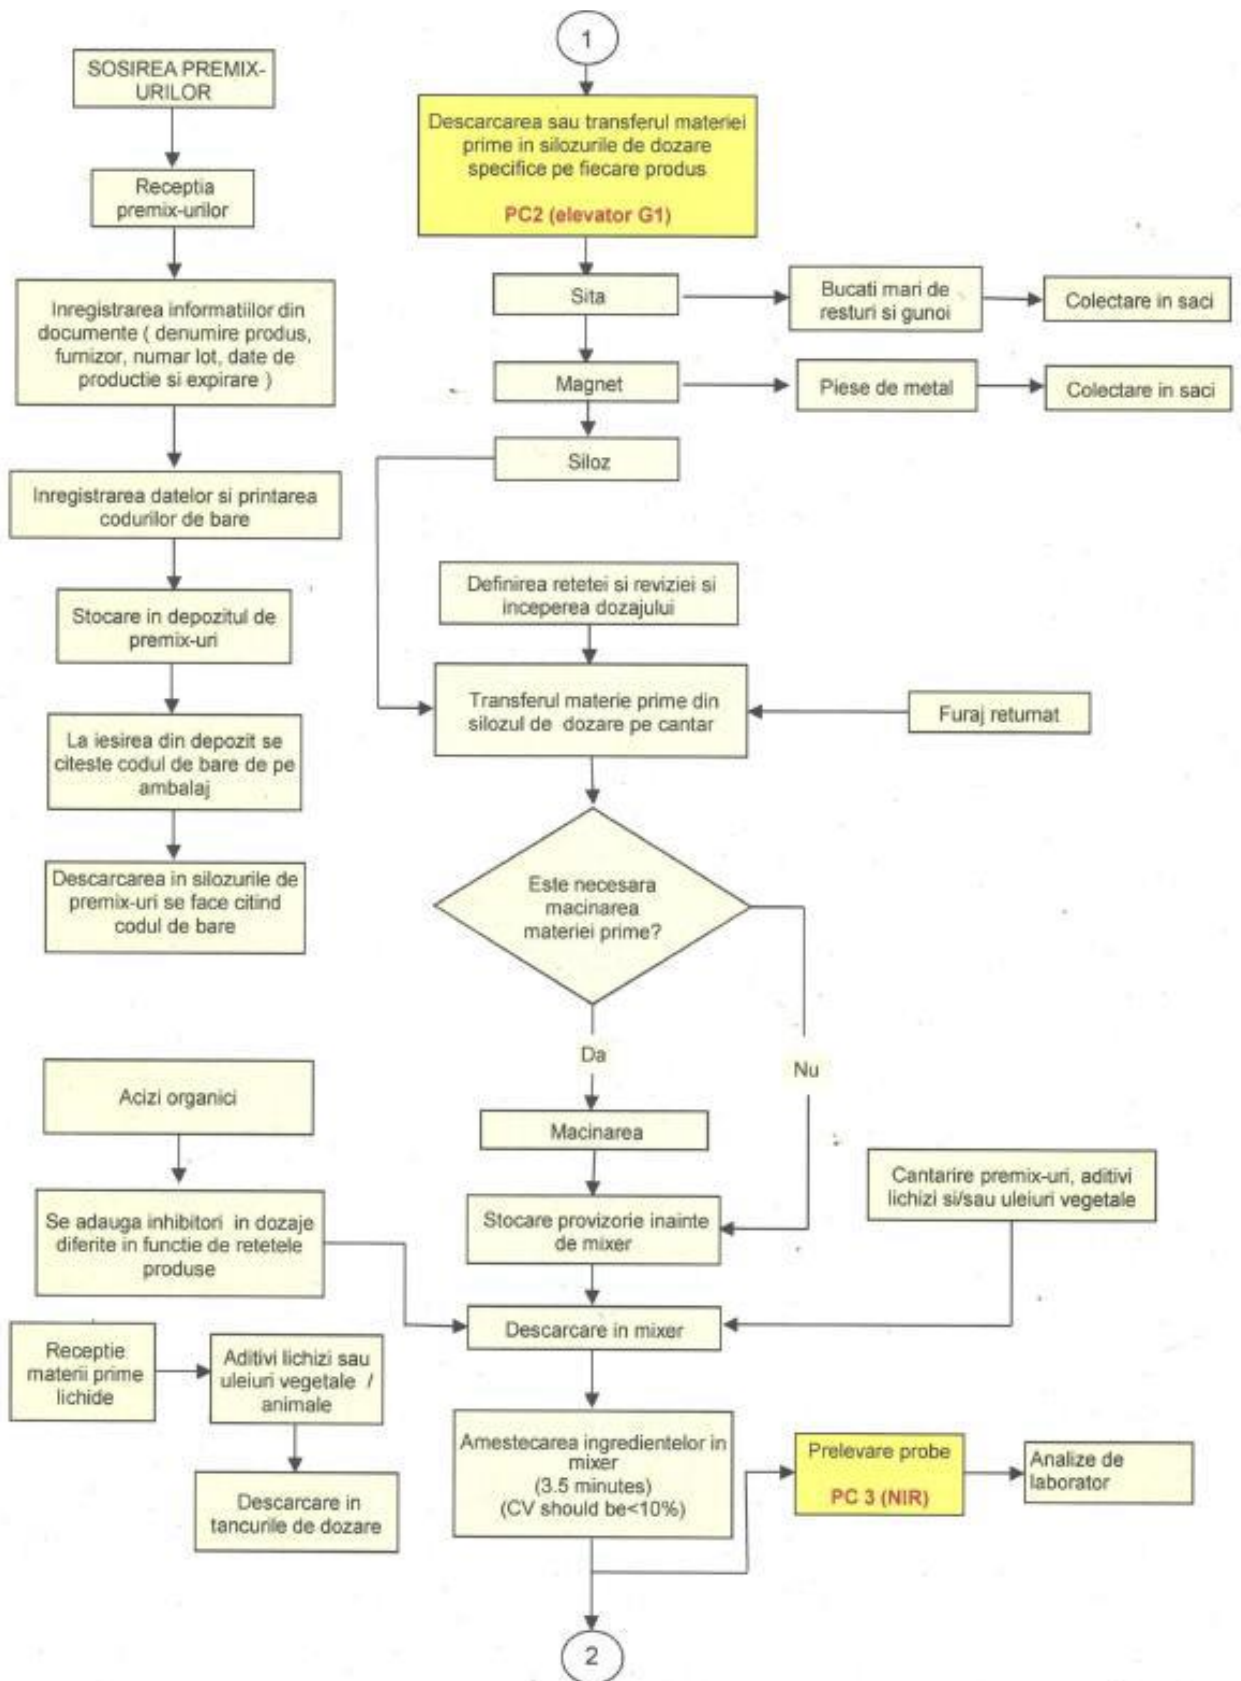 1
SOSIREA PREMIX-
URILOR
Receptia
premix-urilor
Inregistrarea informatiilor din
documente ( denumire produs,
furnizor, numar lot, date de
productie si expirare )
Inregistrarea datelor si printarea
codurilor de bare
Stocare in depozitul de
premix-uri
La iesirea din depozit se
citeste codul de bare de pe
ambalaj
Descarcarea in silozurile de
premix-uri se face citind
codul de bare
Descarcarea sau transferul materiei
prime in silozurile de dozare
specifice pe fiecare produs
PC2 (elevator G1)
Sita
Bucati mari de
resturi si gunoi
Colectare in saci
Magnet
Piese de metal
Colectare in saci
Siloz
Definirea retetei si reviziei si
inceperea dozajului
Transferul materie prime din
silozul de dozare pe cantar
Furaj returnat
Este necesara
macinarea
materiei prime?
Da
Nu
Macinarea
Stocare provizorie inainte
de mixer
Cantarire premix-uri, aditivi
lichizi si/sau uleiuri vegetale
Acizi organici
Se adauga inhibitori in dozaje
diferite in functie de retetele
produse
Descarcare in mixer
Receptie
materii prime
lichide
Aditivi lichizi sau
uleiuri vegetale /
animale
Descarcare in
tancurile de dozare
Amestecarea ingredientelor in
mixer
(3.5 minutes)
(CV should be<10%)
Prelevare probe
PC 3 (NIR)
Analize de
laborator
2